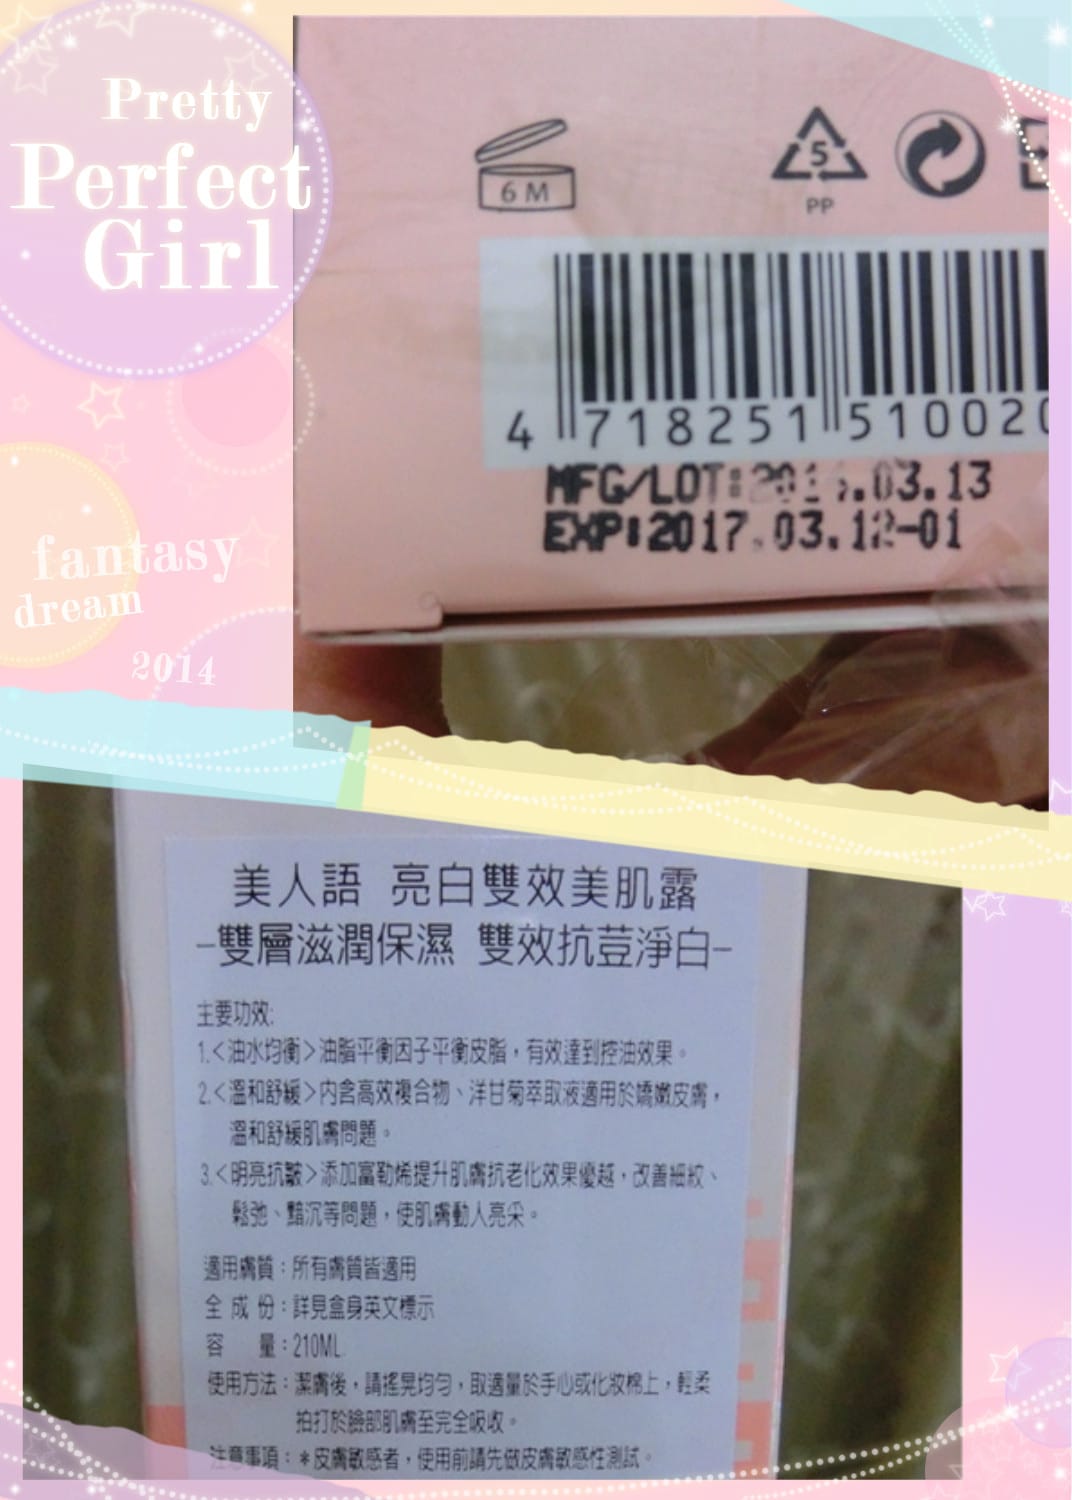 Pretty
Perfect
Girl
fantasy
dream
2014
6 M
5
PP
4 718251 51002
MFG/LOT: .03.13
EXP:2017.03.12-01
美人語 亮白雙效美肌露
–雙層滋潤保濕 雙效抗荳淨白–
主要功效:
1.<油水均衡>油脂平衡因子平衡皮脂，有效達到控油效果。
2.<溫和舒緩>內含高效複合物、洋甘菊萃取液適用於嬌嫩皮膚，
溫和舒緩肌膚問題。
3.<明亮抗皺>添加富勒烯提升肌膚抗老化效果優越，改善細紋、
鬆弛、黯沉等問題，使肌膚動人亮采。
適用膚質：所有膚質皆適用
全 成 份：詳見盒身英文標示
容 量：210ML
使用方法：潔膚後，請搖晃均勻，取適量於手心或化妝棉上，輕柔
拍打於臉部肌膚至完全吸收。
注意事項：＊皮膚敏感者，使用前請先做皮膚敏感性測試。